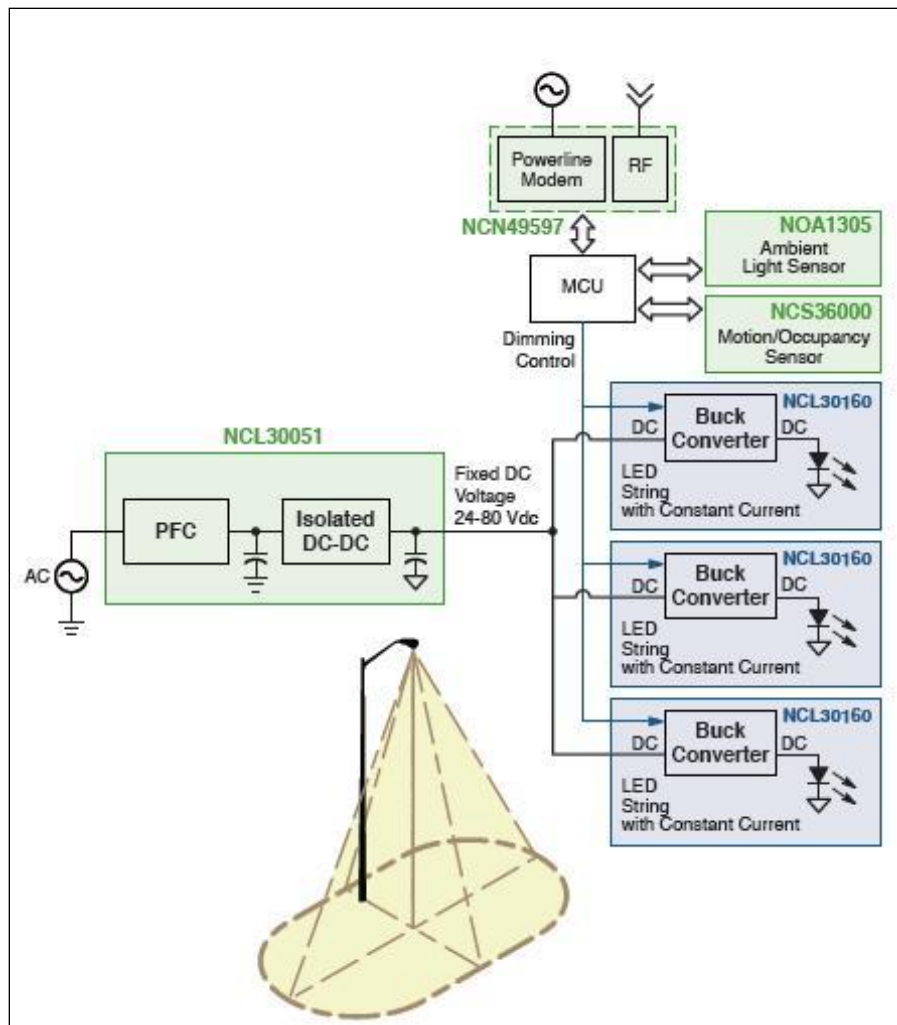 Powerline
Modem
RF
NCN49597
NOA1305
Ambient
Light Sensor
MCU
NCS36000
Motion/Occupancy
Sensor
Dimming
Control
NCL30160
DC
Buck
Converter
DC
LED
String
with Constant Current
NCL30051
PFC
Isolated
DC-DC
Fixed DC
Voltage
24-80 Vdc
AC
NCL30160
DC
Buck
Converter
DC
LED
String
with Constant Current
NCL30160
DC
Buck
Converter
DC
LED
String
with Constant Current